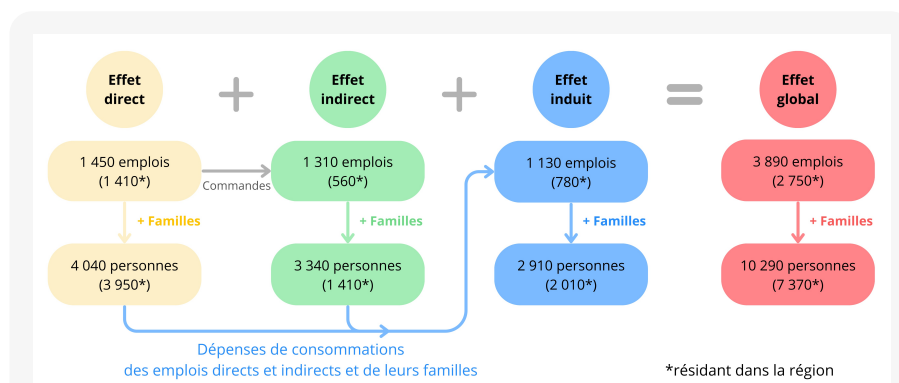 Effet
direct
+
Effet
indirect
+
Effet
induit
=
Effet
global
1 450 emplois
(1 410*)
Commandes
1 310 emplois
(560*)
1 130 emplois
(780*)
3 890 emplois
(2 750*)
+ Familles
+ Familles
+ Familles
+ Familles
4 040 personnes
(3 950*)
3 340 personnes
(1 410*)
2 910 personnes
(2 010*)
10 290 personnes
(7 370*)
Dépenses de consommations
des emplois directs et indirects et de leurs familles
*résidant dans la région